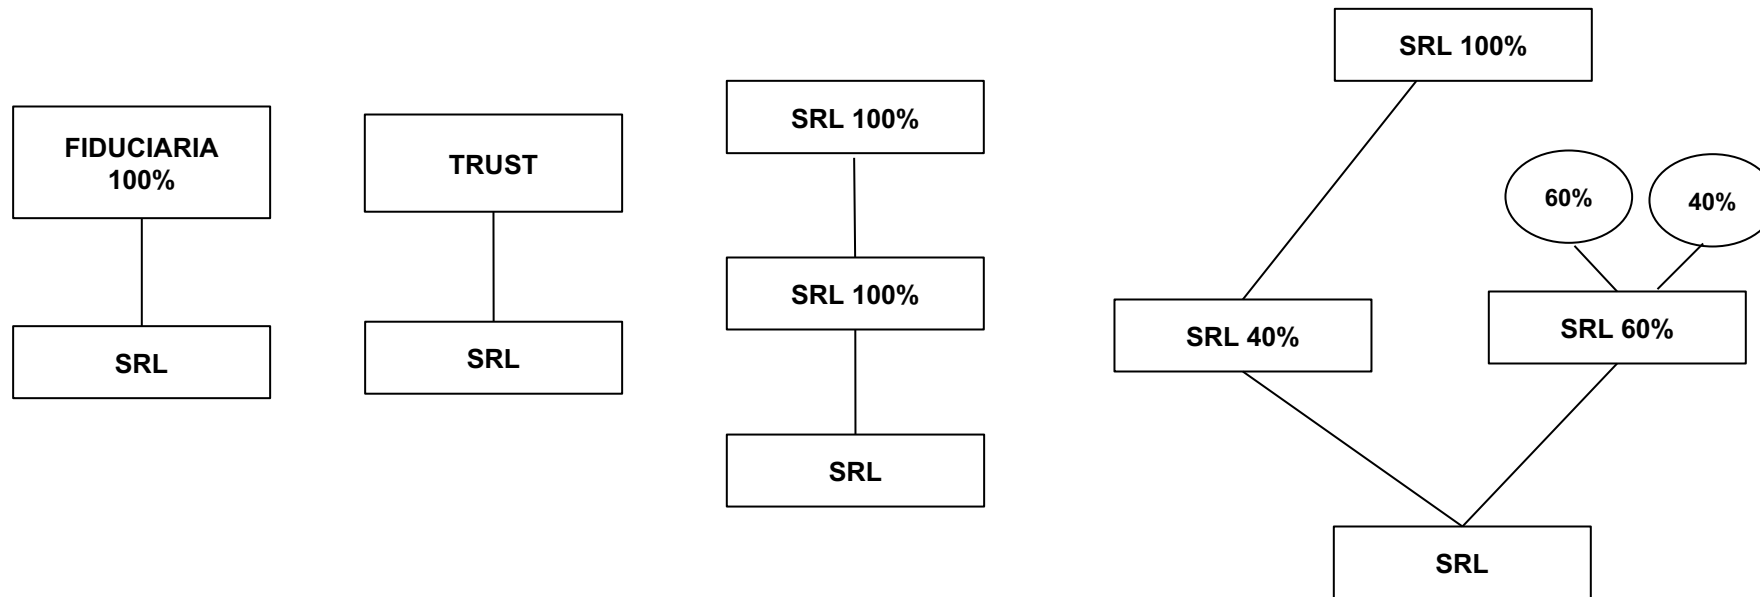 SRL 100%
FIDUCIARIA
100%
TRUST
SRL 100%
60%
40%
SRL 100%
SRL 40%
SRL 60%
SRL
SRL
SRL
SRL